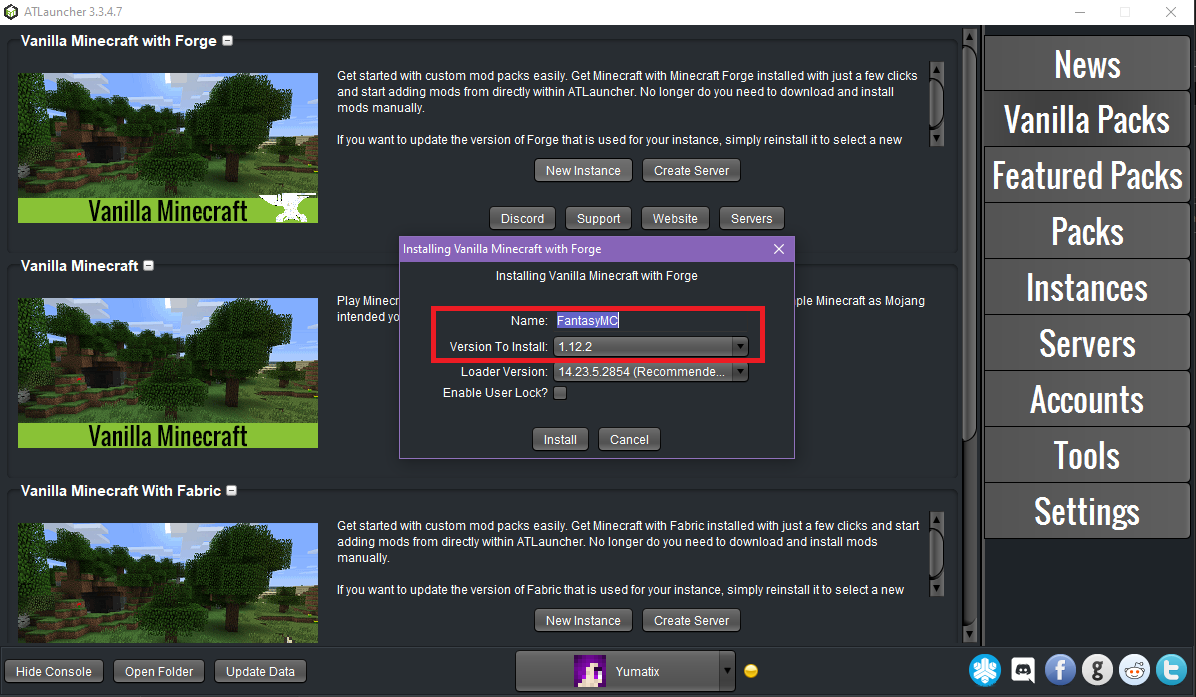 ATLauncher 3.3.4.7
Vanilla Minecraft with Forge
Get started with custom mod packs easily. Get Minecraft with Minecraft Forge installed with just a few clicks
and start adding mods from directly within ATLauncher. No longer do you need to download and install
mods manually.
If you want to update the version of Forge that is used for your instance, simply reinstall it to select a new
Vanilla Minecraft
New Instance
Create Server
Discord
Support
Website
Servers
Vanilla Minecraft
Play Minecr
intended yo
ple Minecraft as Mojang
Vanilla Minecraft
Installing Vanilla Minecraft with Forge
Installing Vanilla Minecraft with Forge
Name: FantasyMC
Version To Install: 1.12.2
Loader Version: 14.23.5.2854 (Recommende...
Enable User Lock?
Install
Cancel
Vanilla Minecraft With Fabric
Get started with custom mod packs easily. Get Minecraft with Fabric installed with just a few clicks and start
adding mods from directly within ATLauncher. No longer do you need to download and install mods
manually.
If you want to update the version of Fabric that is used for your instance, simply reinstall it to select a new
New Instance
Create Server
News
Vanilla Packs
Featured Packs
Packs
Instances
Servers
Accounts
Tools
Settings
Hide Console
Open Folder
Update Data
Yumatix